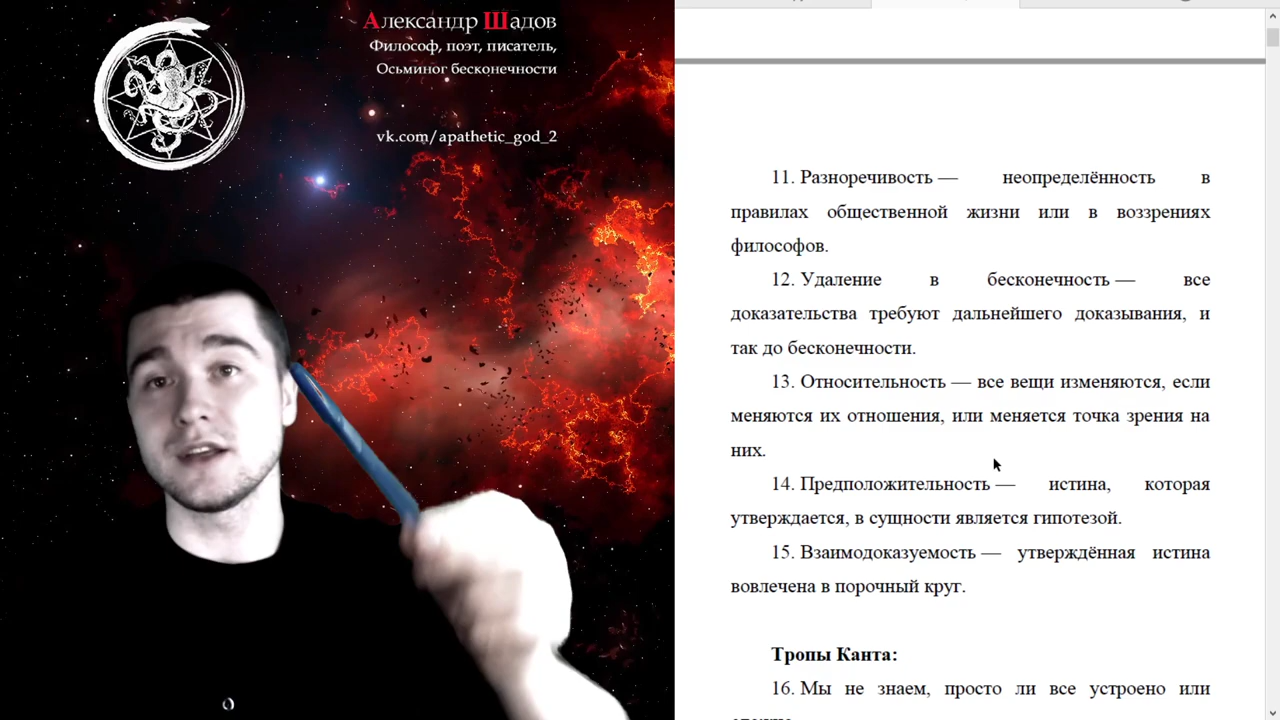 Александр Шадов
Философ, поэт, писатель,
Осьминог бесконечности
vk.com/apathetic_god_2
11. Разноречивость — неопределённость в
правилах общественной жизни или в воззрениях
философов.
12. Удаление в бесконечность — все
доказательства требуют дальнейшего доказывания, и
так до бесконечности.
13. Относительность — все вещи изменяются, если
меняются их отношения, или меняется точка зрения на
них.
14. Предположительность — истина, которая
утверждается, в сущности является гипотезой.
15. Взаимодоказуемость — утверждённая истина
вовлечена в порочный круг.
Тропы Канта:
16. Мы не знаем, просто ли все устроено или